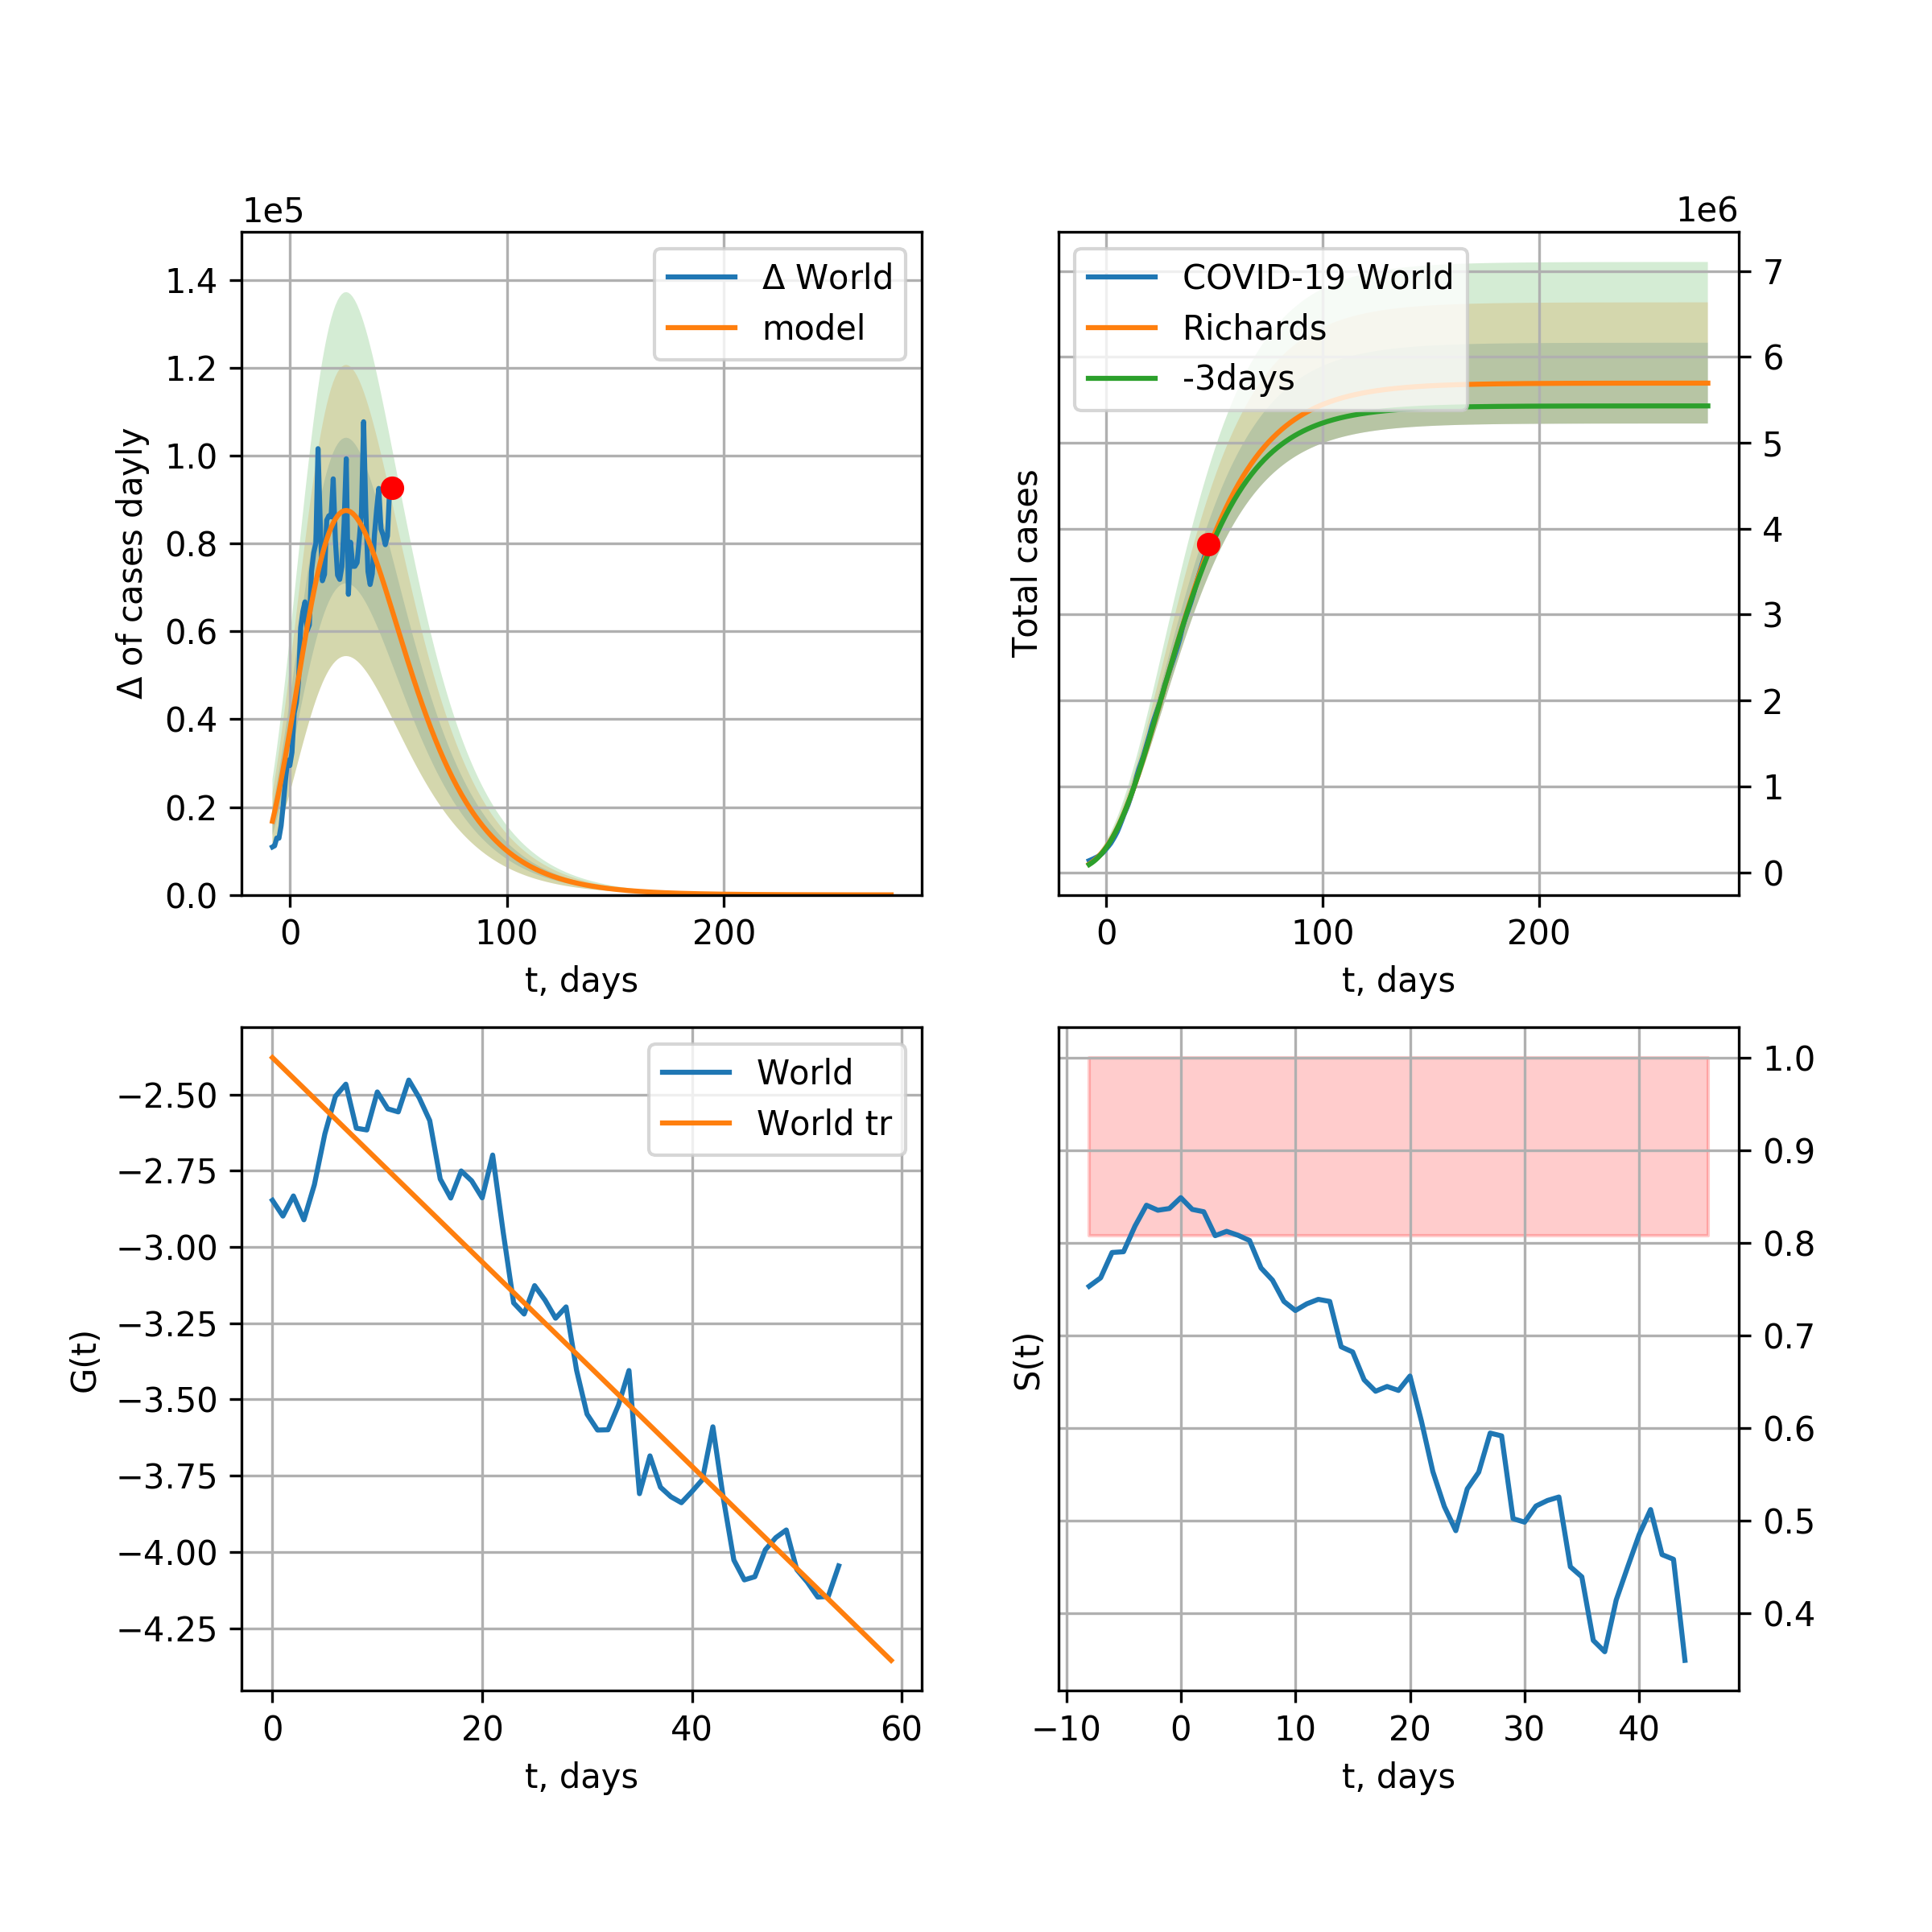 1e5
Δ of cases dayly
1.4
1.2
1.0
0.8
0.6
0.4
0.2
0.0
0 100 200
t, days
Δ World
model
1e6
Total cases
7
6
5
4
3
2
1
0
0 100 200
t, days
COVID-19 World
Richards
-3days
G(t)
−2.50
−2.75
−3.00
−3.25
−3.50
−3.75
−4.00
−4.25
0 20 40 60
t, days
World
World tr
S(t)
1.0
0.9
0.8
0.7
0.6
0.5
0.4
−10 0 10 20 30 40
t, days